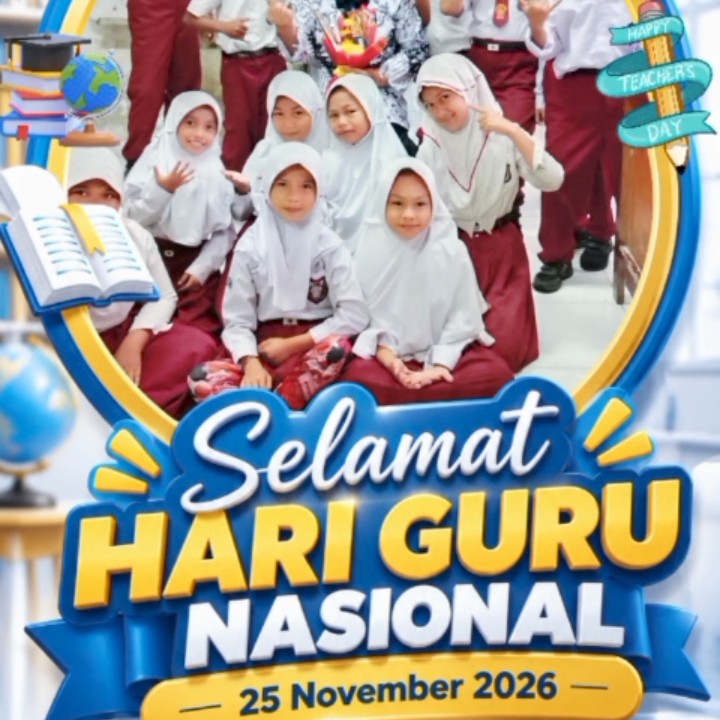 HAPPY
TEACHER'S
DAY
Selamat
HARI GURU
NASIONAL
25 November 2026